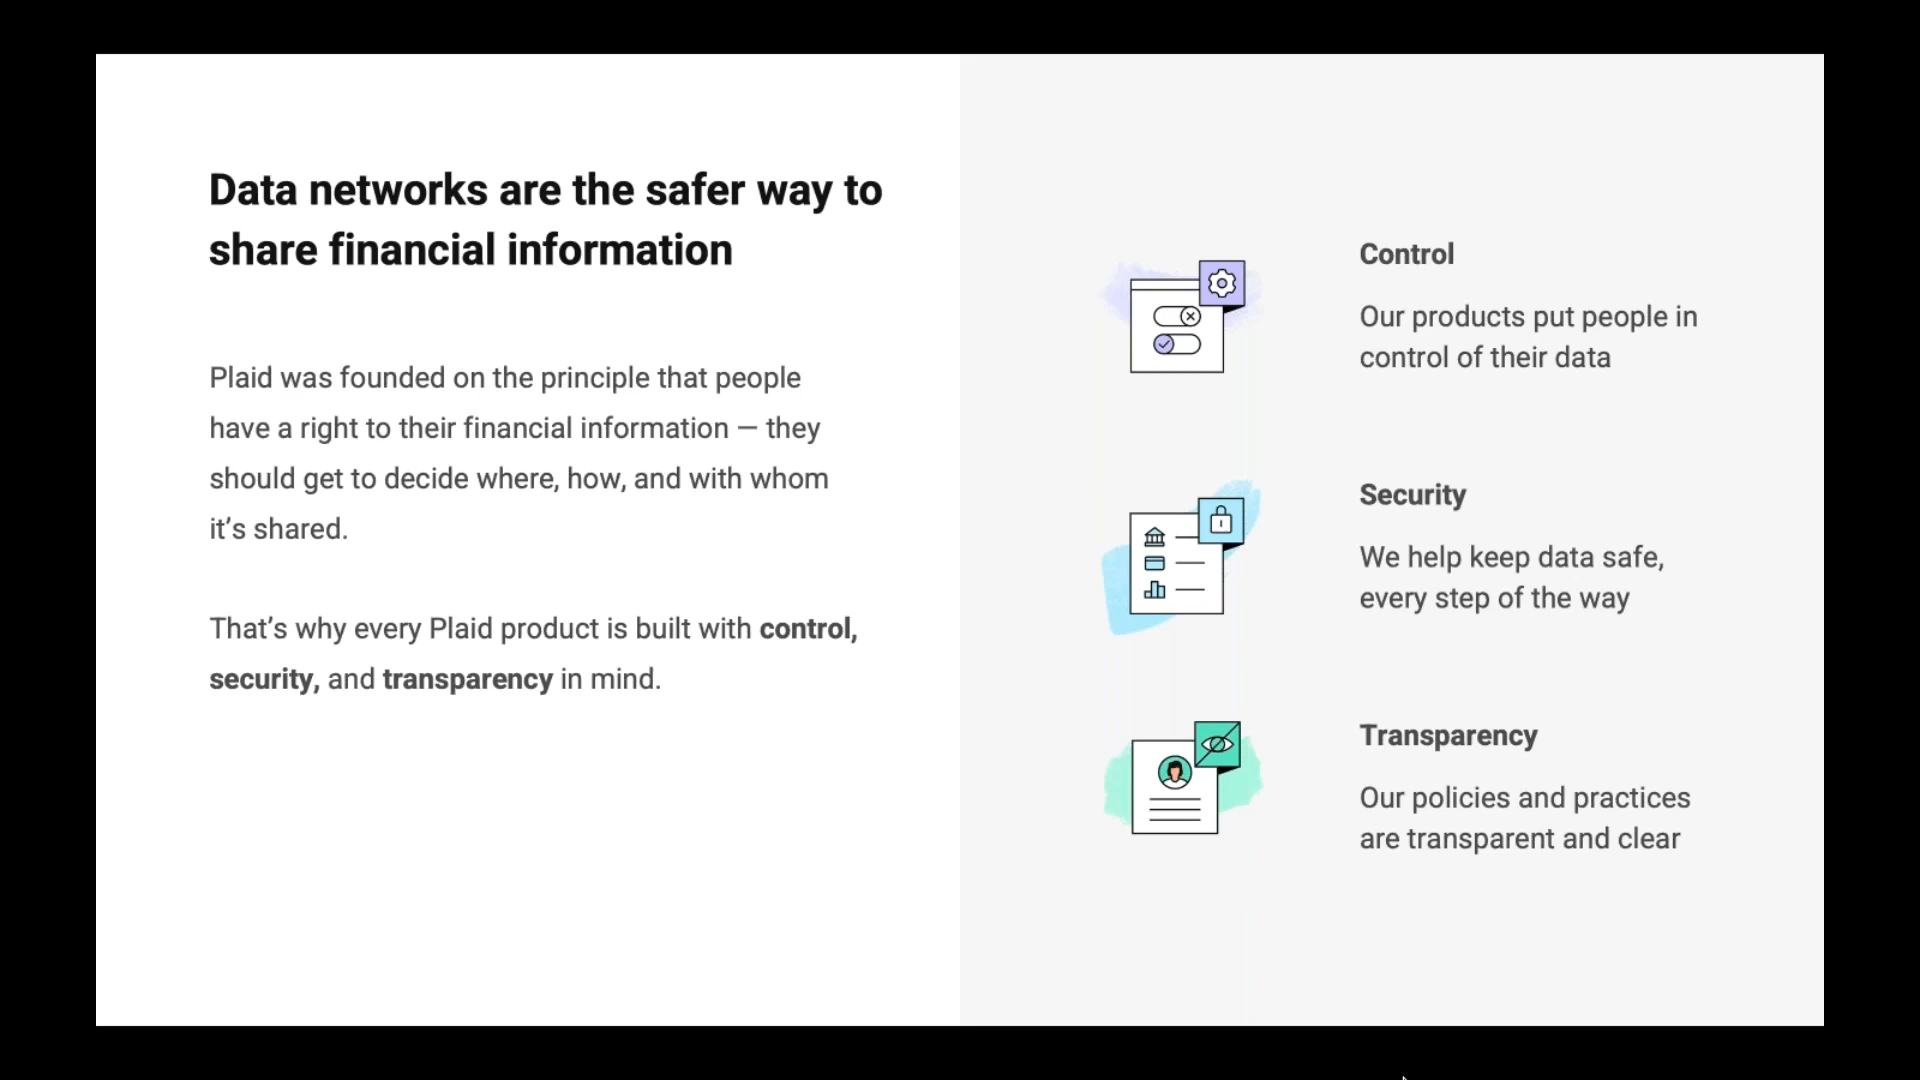 Data networks are the safer way to
share financial information
Plaid was founded on the principle that people
have a right to their financial information — they
should get to decide where, how, and with whom
it’s shared.
That’s why every Plaid product is built with control,
security, and transparency in mind.
Control
Our products put people in
control of their data
Security
We help keep data safe,
every step of the way
Transparency
Our policies and practices
are transparent and clear